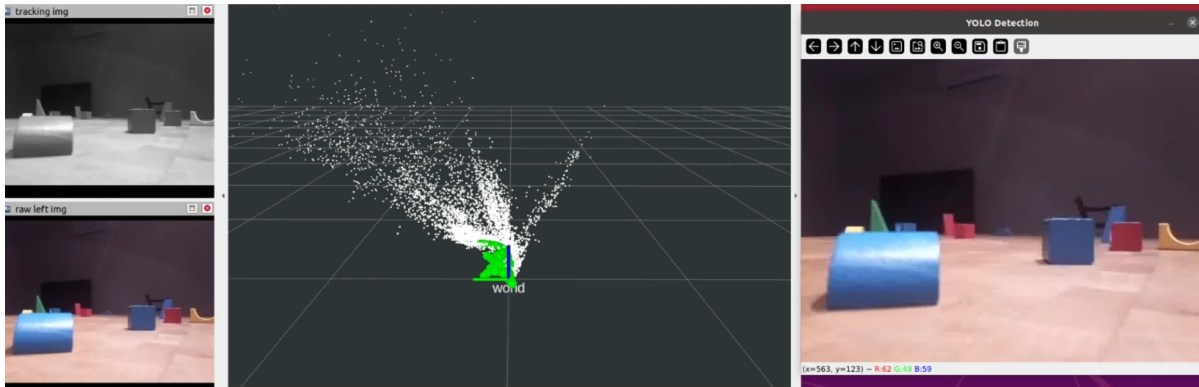 tracking img
YOLO Detection
world
raw left img
(x=563, y=123) ~ R:62 G:49 B:59